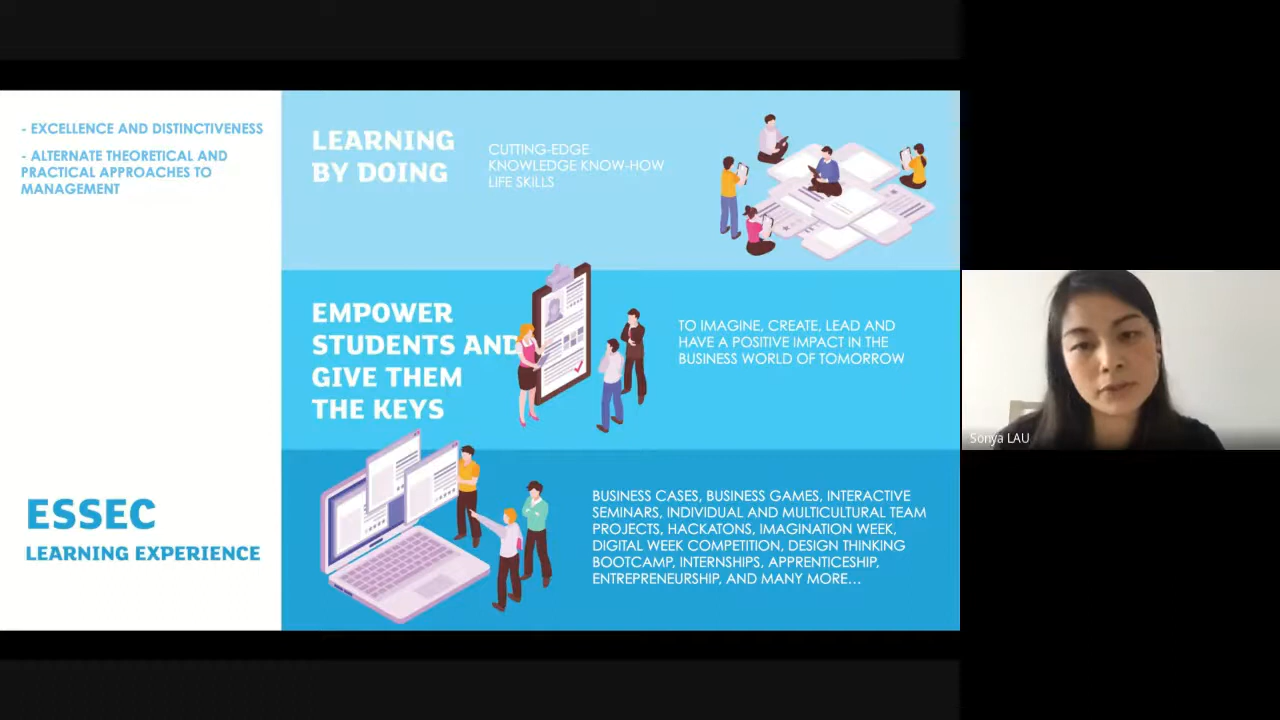 - EXCELLENCE AND DISTINCTIVENESS
- ALTERNATE THEORETICAL AND
PRACTICAL APPROACHES TO
MANAGEMENT
ESSEC
LEARNING EXPERIENCE
LEARNING
BY DOING
CUTTING-EDGE
KNOWLEDGE KNOW-HOW
LIFE SKILLS
EMPOWER
STUDENTS AND
GIVE THEM
THE KEYS
TO IMAGINE, CREATE, LEAD AND
HAVE A POSITIVE IMPACT IN THE
BUSINESS WORLD OF TOMORROW
BUSINESS CASES, BUSINESS GAMES, INTERACTIVE
SEMINARS, INDIVIDUAL AND MULTICULTURAL TEAM
PROJECTS, HACKATONS, IMAGINATION WEEK,
DIGITAL WEEK COMPETITION, DESIGN THINKING
BOOTCAMP, INTERNSHIPS, APPRENTICESHIP,
ENTREPRENEURSHIP, AND MANY MORE...
Sonya LAU